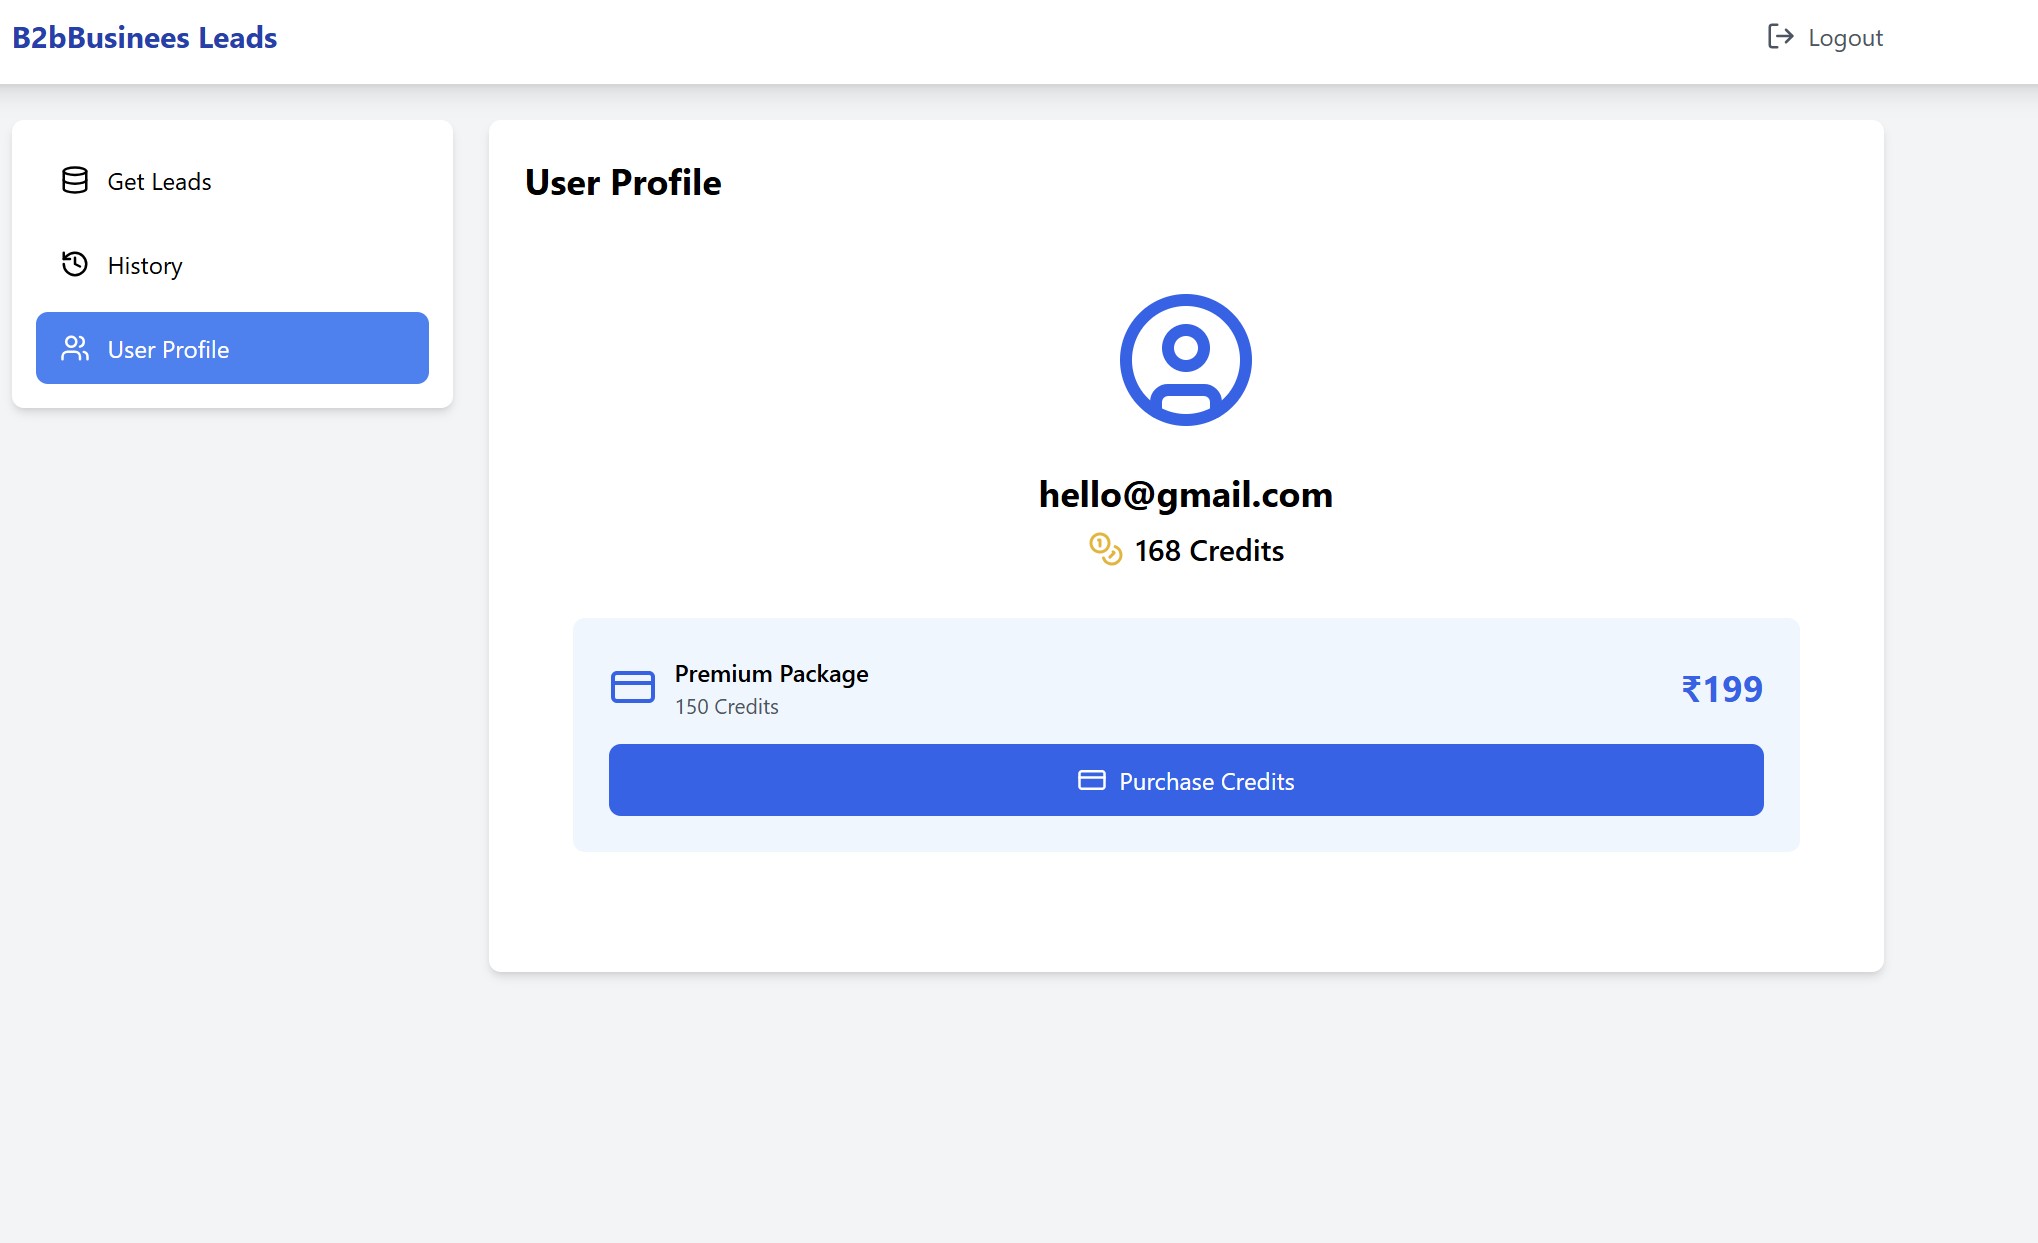 B2bBusinees Leads
Logout
Get Leads
History
User Profile
User Profile
hello@gmail.com
168 Credits
Premium Package
150 Credits
₹199
Purchase Credits